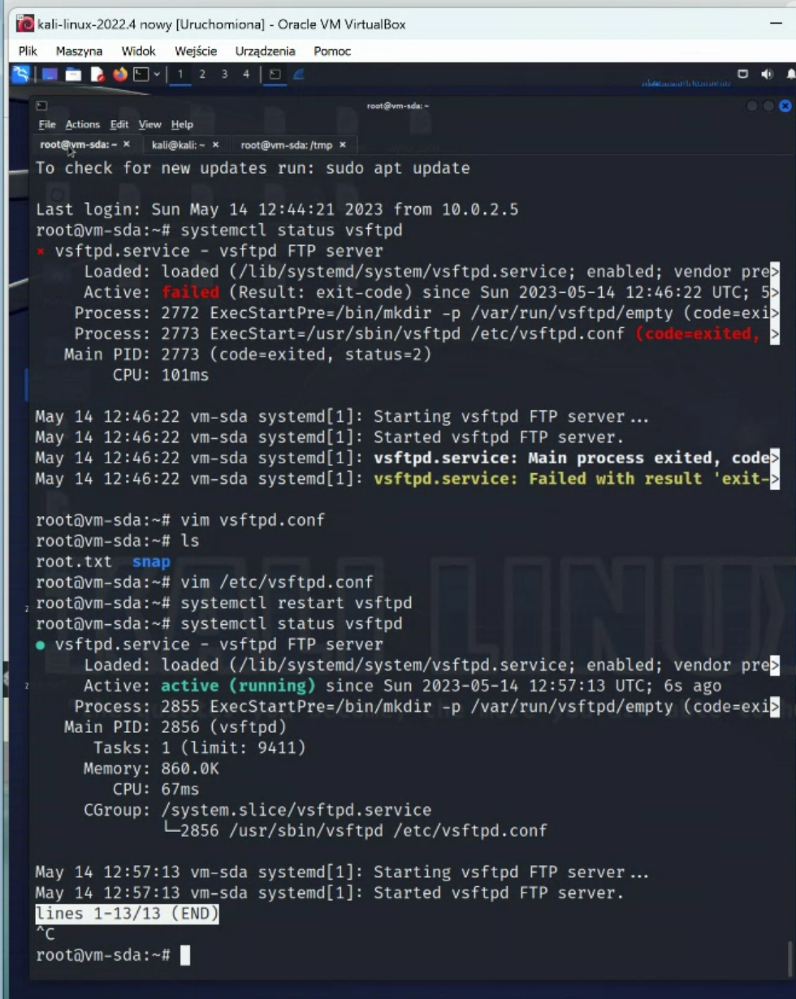 kali-linux-2022.4 nowy [Uruchomiona] - Oracle VM VirtualBox
Plik Maszyna Widok Wejście Urządzenia Pomoc
1 2 3 4
root@vm-sda: ~
File Actions Edit View Help
root@vm-sda: ~ × kali@kali: ~ × root@vm-sda: /tmp ×
To check for new updates run: sudo apt update
Last login: Sun May 14 12:44:21 2023 from 10.0.2.5
root@vm-sda:~# systemctl status vsftpd
× vsftpd.service - vsftpd FTP server
Loaded: loaded (/lib/systemd/system/vsftpd.service; enabled; vendor pre>
Active: failed (Result: exit-code) since Sun 2023-05-14 12:46:22 UTC; 5>
Process: 2772 ExecStartPre=/bin/mkdir -p /var/run/vsftpd/empty (code=exi>
Process: 2773 ExecStart=/usr/sbin/vsftpd /etc/vsftpd.conf (code=exited, >
Main PID: 2773 (code=exited, status=2)
CPU: 101ms
May 14 12:46:22 vm-sda systemd[1]: Starting vsftpd FTP server...
May 14 12:46:22 vm-sda systemd[1]: Started vsftpd FTP server.
May 14 12:46:22 vm-sda systemd[1]: vsftpd.service: Main process exited, code>
May 14 12:46:22 vm-sda systemd[1]: vsftpd.service: Failed with result 'exit->
root@vm-sda:~# vim vsftpd.conf
root@vm-sda:~# ls
root.txt snap
root@vm-sda:~# vim /etc/vsftpd.conf
root@vm-sda:~# systemctl restart vsftpd
root@vm-sda:~# systemctl status vsftpd
● vsftpd.service - vsftpd FTP server
Loaded: loaded (/lib/systemd/system/vsftpd.service; enabled; vendor pre>
Active: active (running) since Sun 2023-05-14 12:57:13 UTC; 6s ago
Process: 2855 ExecStartPre=/bin/mkdir -p /var/run/vsftpd/empty (code=exi>
Main PID: 2856 (vsftpd)
Tasks: 1 (limit: 9411)
Memory: 860.0K
CPU: 67ms
CGroup: /system.slice/vsftpd.service
└─2856 /usr/sbin/vsftpd /etc/vsftpd.conf
May 14 12:57:13 vm-sda systemd[1]: Starting vsftpd FTP server...
May 14 12:57:13 vm-sda systemd[1]: Started vsftpd FTP server.
lines 1-13/13 (END)
^C
root@vm-sda:~#